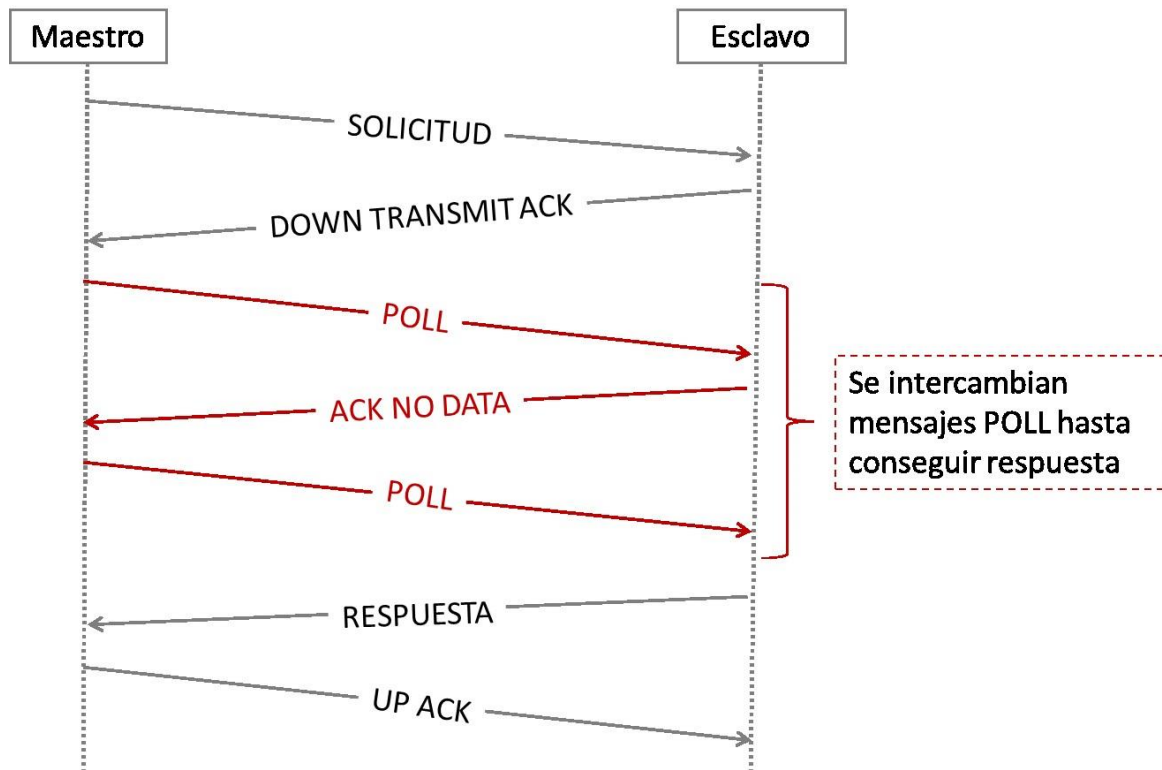 Maestro
Esclavo
SOLICITUD
DOWN TRANSMIT ACK
POLL
ACK NO DATA
POLL
Se intercambian
mensajes POLL hasta
conseguir respuesta
RESPUESTA
UP ACK